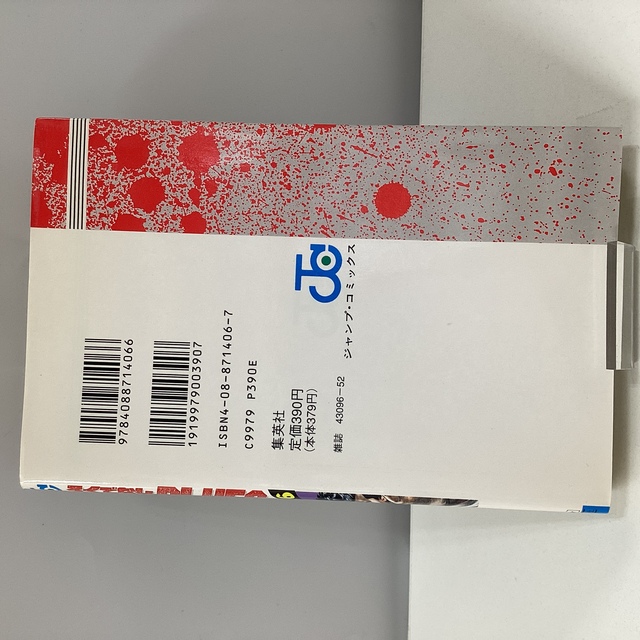 ジャンプ・コミックス
9784088714066
1919979003907
ISBN4-08-871406-7
C9979 P390E
集英社
定価390円
(本体379円)
雑誌 43096-52
BLUES